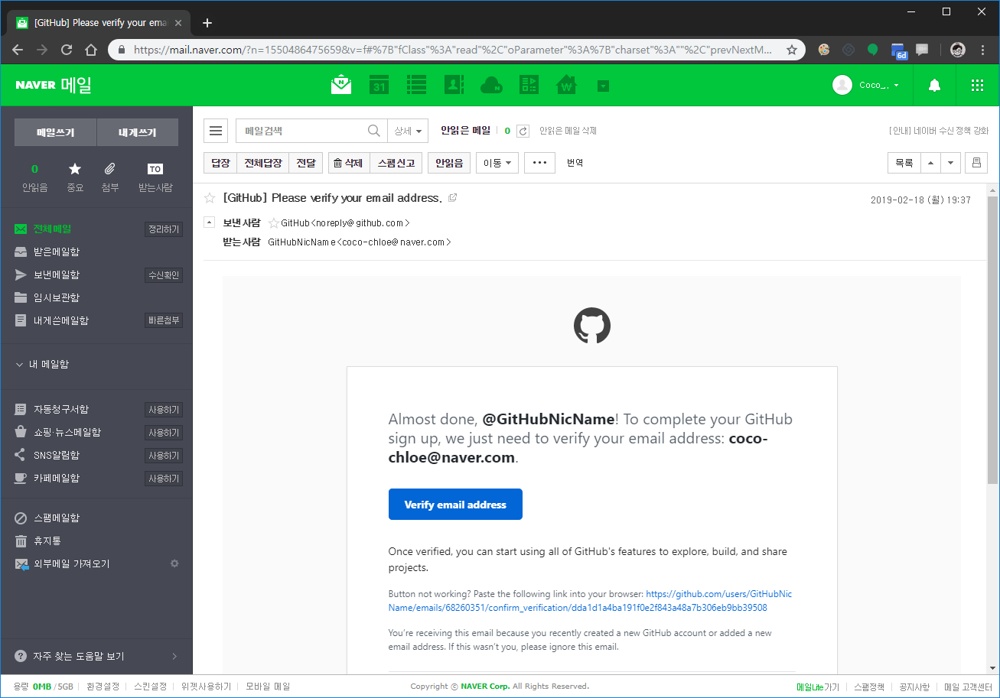 [GitHub] Please verify your ema
https://mail.naver.com/?n=1550486475659&v=f#%7B"fClass"%3A"read"%2C"oParameter"%3A%7B"charset"%3A""%2C"prevNextM...
6d
NAVER 메일
N
31
N
₩
Coco_..
메일쓰기 내게쓰기
메일검색 상세 안읽은 메일 0 안읽은 메일 삭제 [안내] 네이버 수신 정책 강화
답장 전체답장 전달 삭제 스팸신고 안읽음 이동 ••• 번역 목록
0 TO
안읽음 중요 첨부 받는사람
전체메일 정리하기
받은메일함
보낸메일함 수신확인
임시보관함
내게쓴메일함 빠른첨부
내 메일함
자동청구서함 사용하기
쇼핑·뉴스메일함 사용하기
SNS알림함 사용하기
카페메일함 사용하기
스팸메일함
휴지통
외부메일 가져오기
자주 찾는 도움말 보기
[GitHub] Please verify your email address.
2019-02-18 (월) 19:37
보낸사람 GitHub<noreply@github.com>
받는사람 GitHubNicName<coco-chloe@naver.com>
Almost done, @GitHubNicName! To complete your GitHub
sign up, we just need to verify your email address: coco-
chloe@naver.com.
Verify email address
Once verified, you can start using all of GitHub's features to explore, build, and share
projects.
Button not working? Paste the following link into your browser: https://github.com/users/GitHubNic
Name/emails/68260351/confirm_verification/dda1d1a4ba191f0e2f843a48a7b306eb9bb39508
You're receiving this email because you recently created a new GitHub account or added a new
email address. If this wasn't you, please ignore this email.
용량 0MB/5GB 환경설정 스킨설정 위젯사용하기 모바일 메일 Copyright © NAVER Corp. All Rights Reserved. 메일Lite가기 스팸정책 공지사항 메일 고객센터